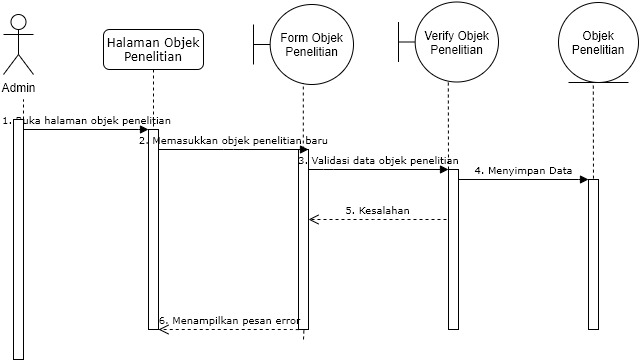 Admin
Halaman Objek
Penelitian
Form Objek
Penelitian
Verify Objek
Penelitian
Objek
Penelitian
1. Buka halaman objek penelitian
2. Memasukkan objek penelitian baru
3. Validasi data objek penelitian
4. Menyimpan Data
5. Kesalahan
6. Menampilkan pesan error